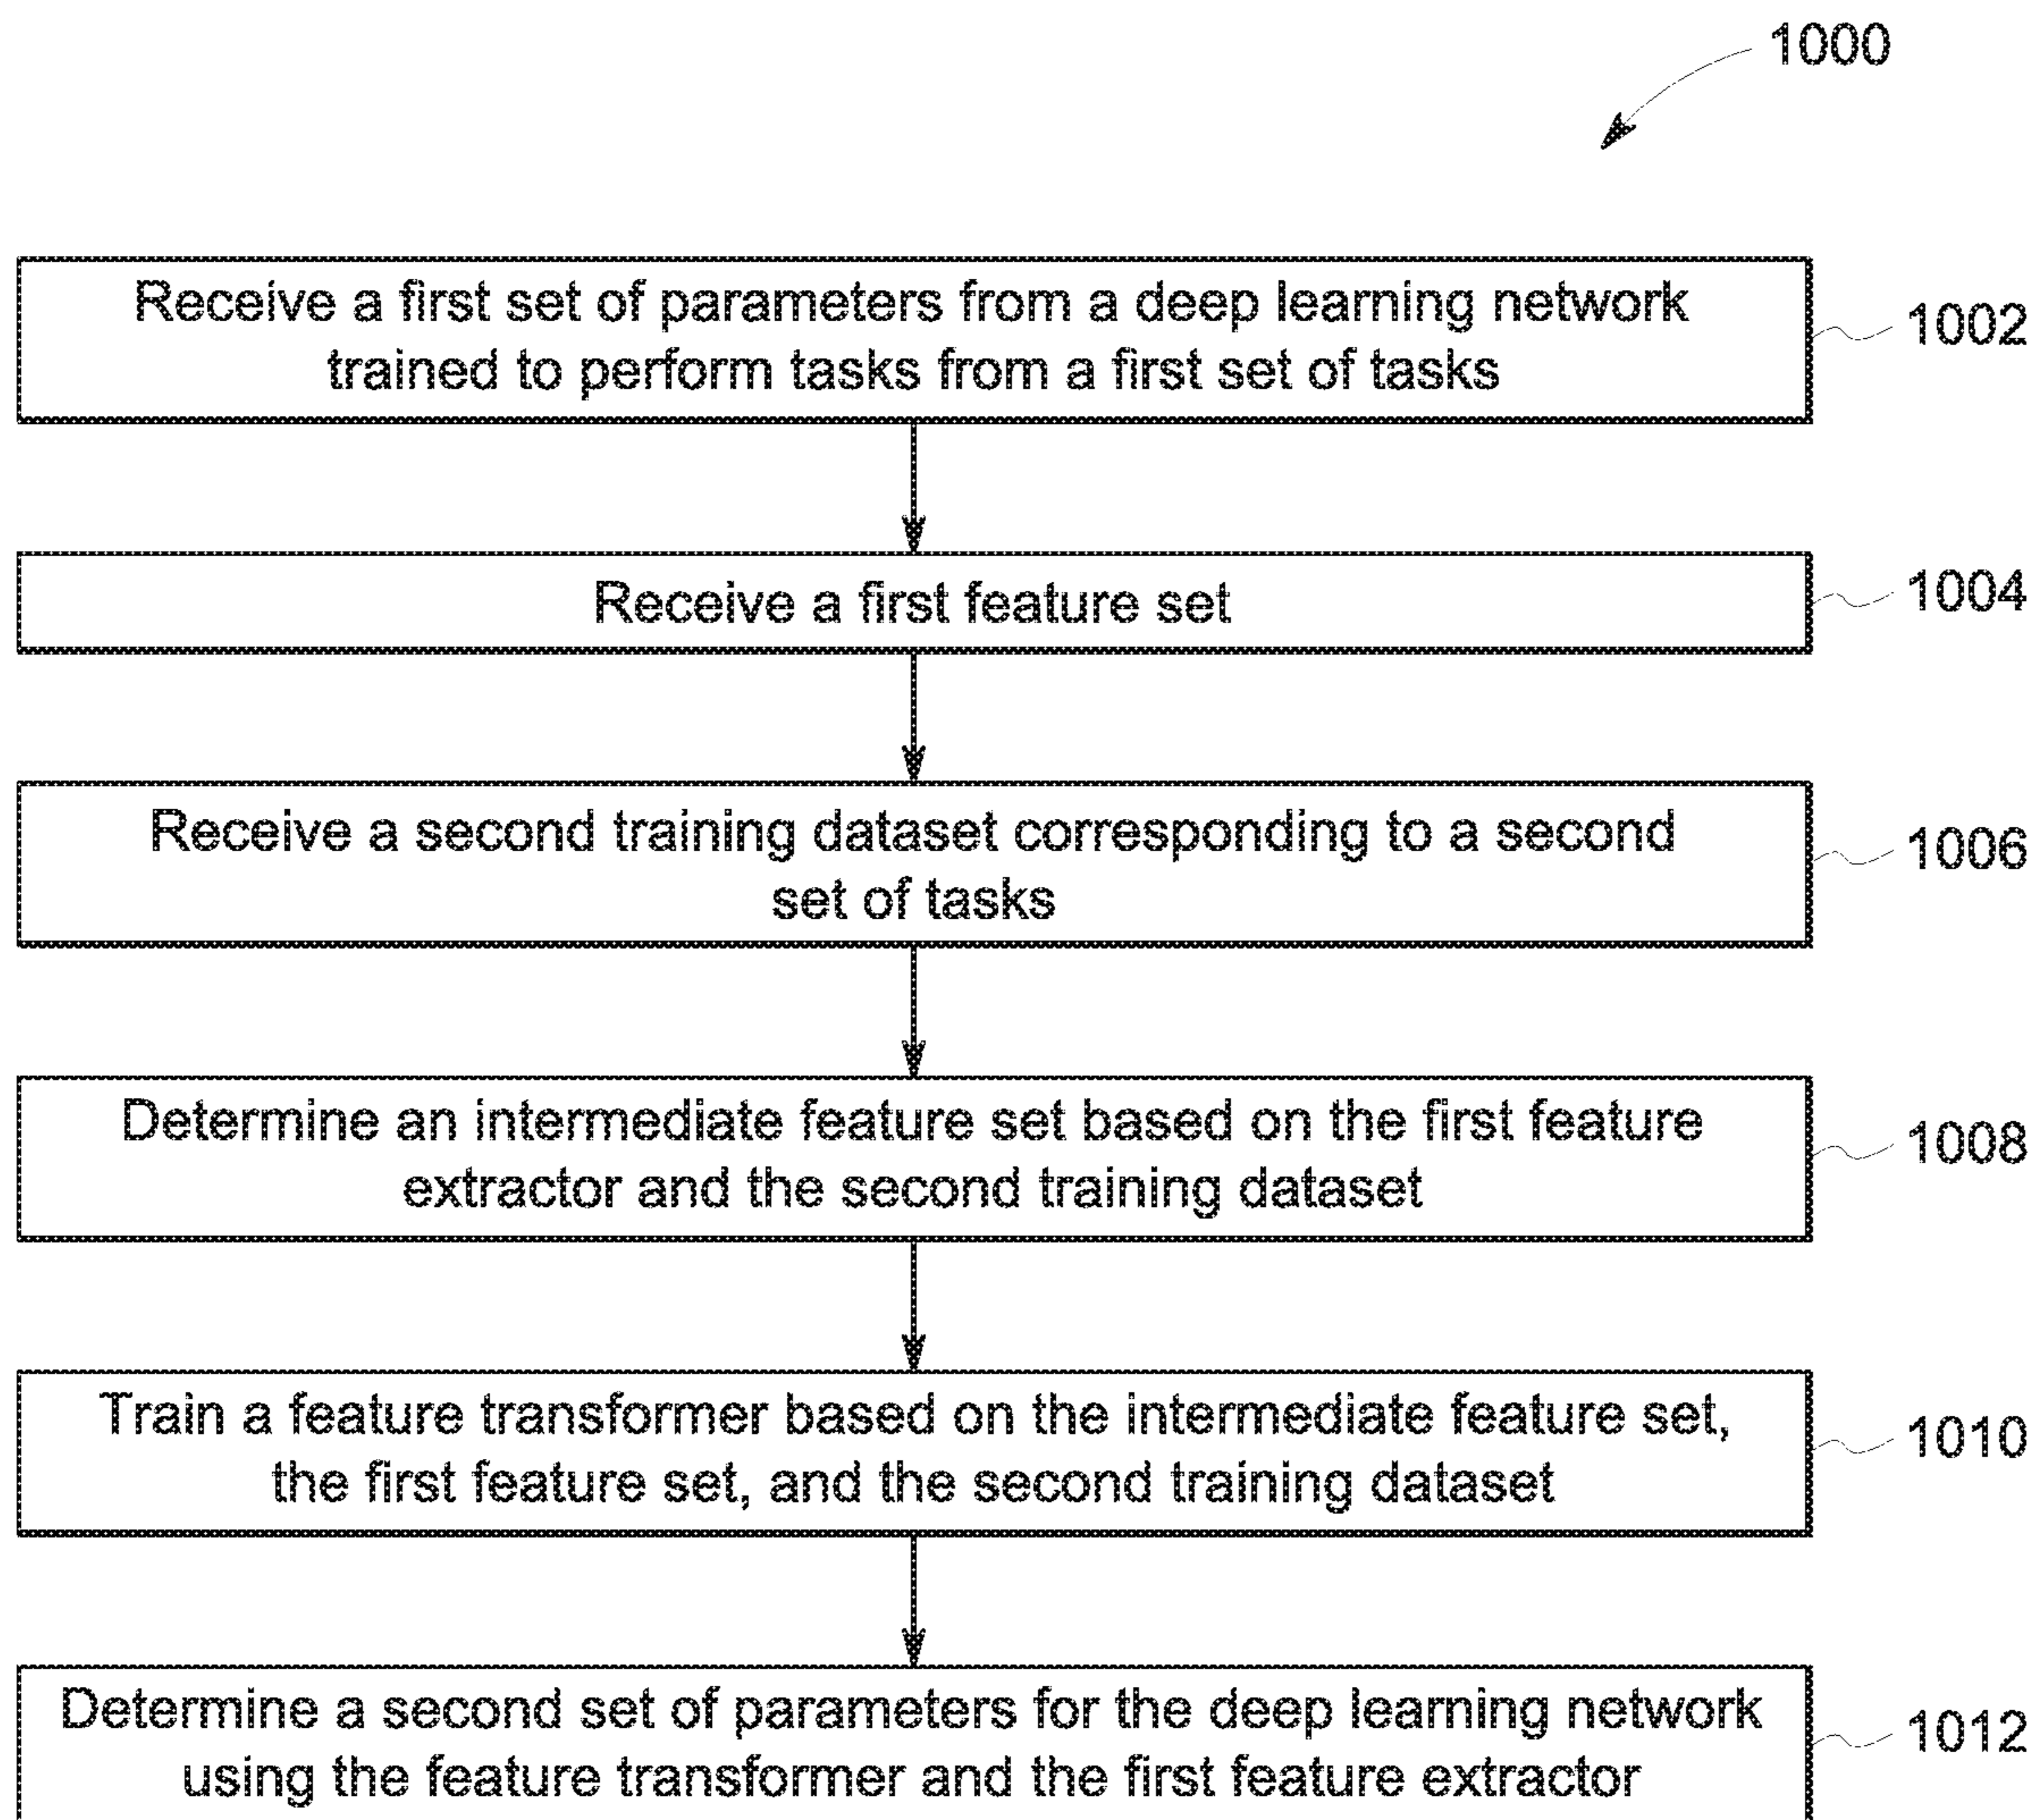 1000
Receive a first set of parameters from a deep learning network
trained to perform tasks from a first set of tasks
1002
Receive a first feature set
1004
Receive a second training dataset corresponding to a second
set of tasks
1006
Determine an intermediate feature set based on the first feature
extractor and the second training dataset
1008
Train a feature transformer based on the intermediate feature set,
the first feature set, and the second training dataset
1010
Determine a second set of parameters for the deep learning network
using the feature transformer and the first feature extractor
1012